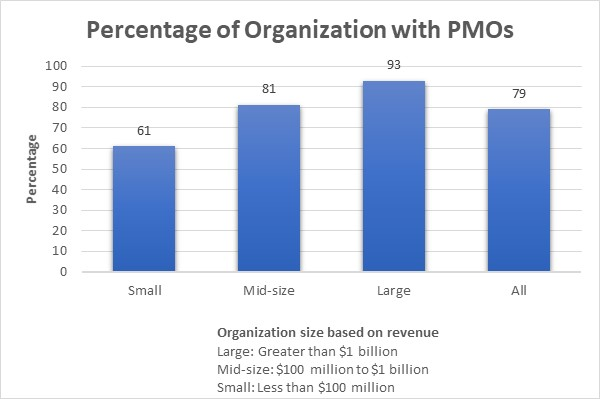 Percentage of Organization with PMOs
Percentage
100
90
80
70
60
50
40
30
20
10
0
61
81
93
79
Small Mid-size Large All
Organization size based on revenue
Large: Greater than $1 billion
Mid-size: $100 million to $1 billion
Small: Less than $100 million